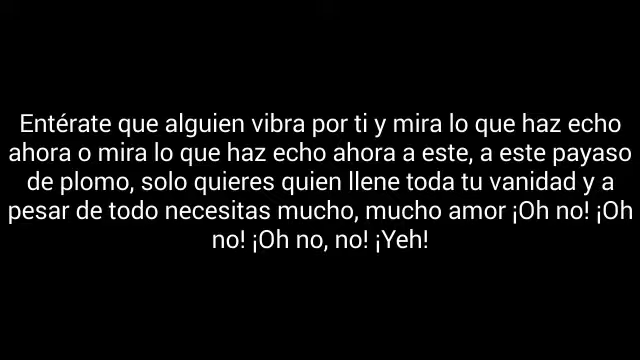 Entérate que alguien vibra por ti y mira lo que haz echo
ahora o mira lo que haz echo ahora a este, a este payaso
de plomo, solo quieres quien llene toda tu vanidad y a
pesar de todo necesitas mucho, mucho amor ¡Oh no! ¡Oh
no! ¡Oh no, no! ¡Yeh!